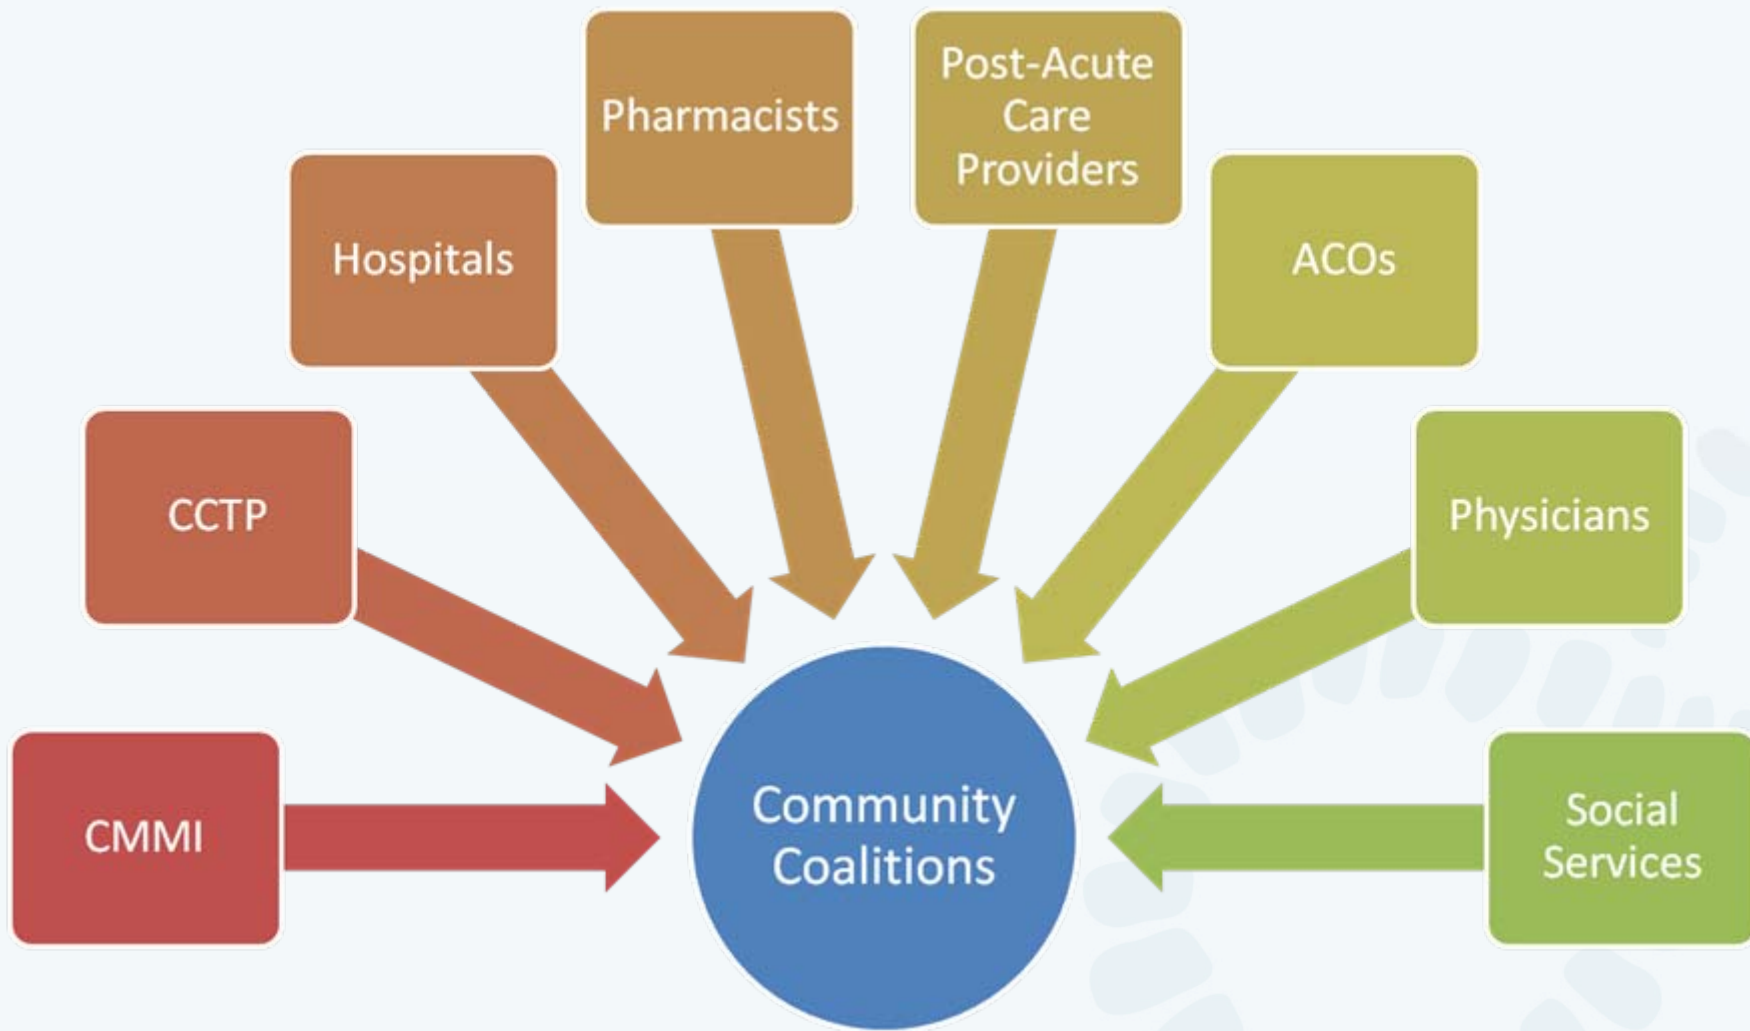 Pharmacists
Post-Acute
Care
Providers
Hospitals
ACOs
CCTP
Physicians
CMMI
Community
Coalitions
Social
Services